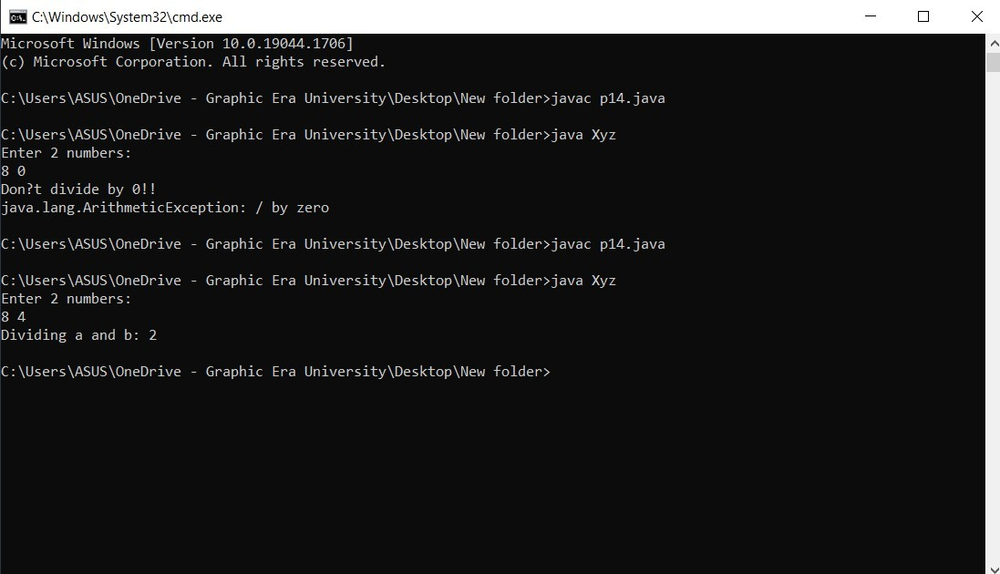 C:\Windows\System32\cmd.exe
Microsoft Windows [Version 10.0.19044.1706]
(c) Microsoft Corporation. All rights reserved.
C:\Users\ASUS\OneDrive - Graphic Era University\Desktop\New folder>javac p14.java
C:\Users\ASUS\OneDrive - Graphic Era University\Desktop\New folder>java Xyz
Enter 2 numbers:
8 0
Don?t divide by 0!!
java.lang.ArithmeticException: / by zero
C:\Users\ASUS\OneDrive - Graphic Era University\Desktop\New folder>javac p14.java
C:\Users\ASUS\OneDrive - Graphic Era University\Desktop\New folder>java Xyz
Enter 2 numbers:
8 4
Dividing a and b: 2
C:\Users\ASUS\OneDrive - Graphic Era University\Desktop\New folder>